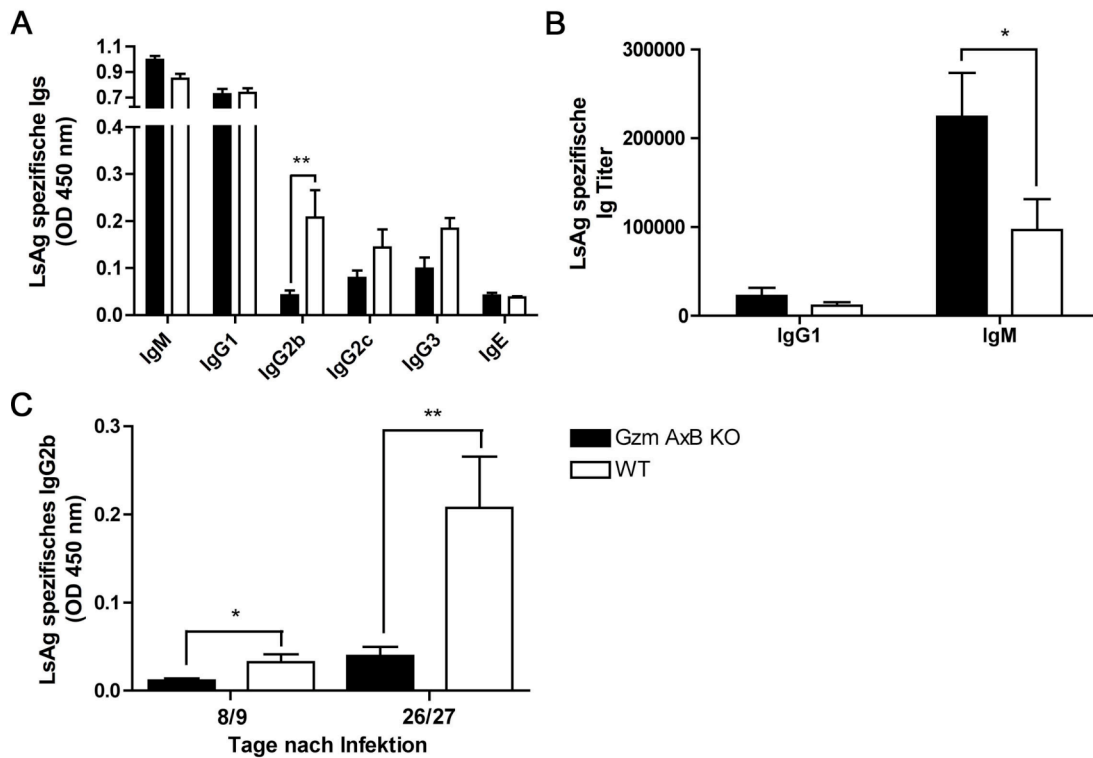 A
LsAg spezifische Igs
(OD 450 nm)
1.1
0.9
0.7
0.4
0.3
0.2
0.1
0.0
**
IgM
IgG1
IgG2b
IgG2c
IgG3
IgE
B
LsAg spezifische
Ig Titer
300000
200000
100000
0
*
IgG1
IgM
C
LsAg spezifisches IgG2b
(OD 450 nm)
0.3
0.2
0.1
0.0
*
**
8/9
26/27
Tage nach Infektion
Gzm AxB KO
WT